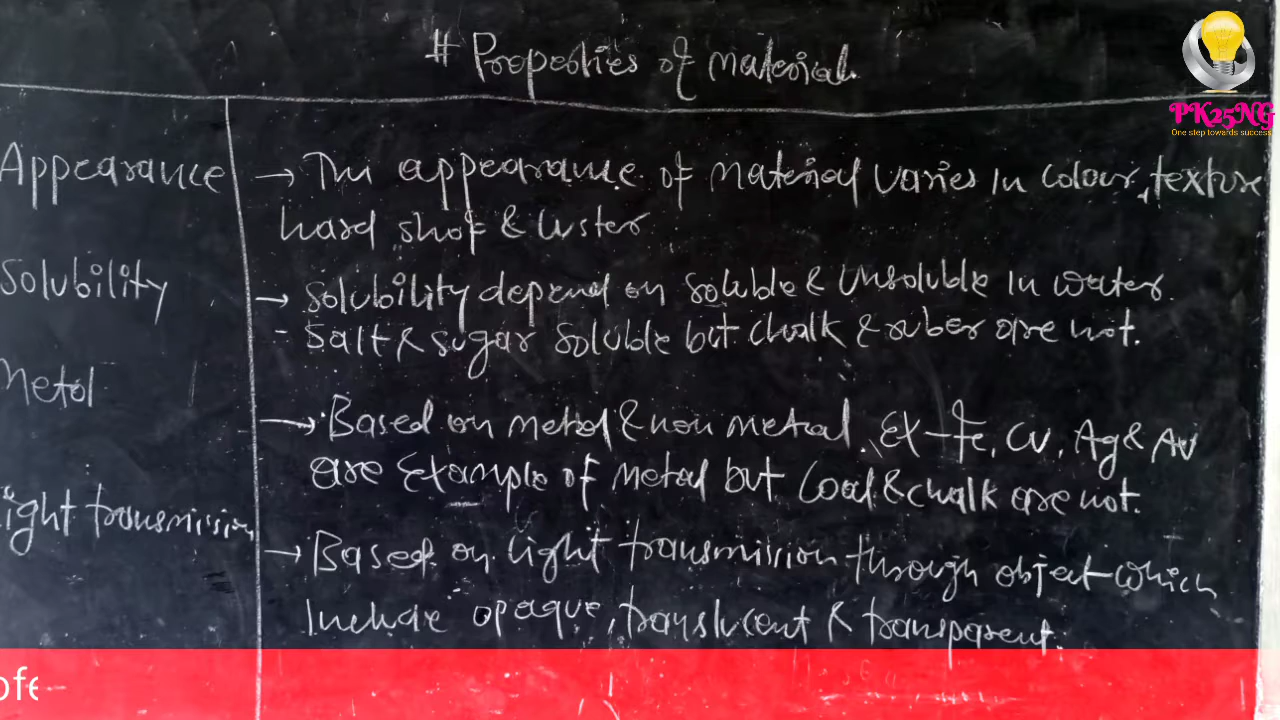 # Properties of material.
PK25NG
One step towards success
Appearance → The appearance of material varies in colour, texture
hard shof & luster
Solubility → Solubility depend on soluble & unsoluble in water.
- Salt & sugar soluble but chalk & ruber are not.
Metal
→ Based on metal & non metal. Ex - Fe, Cu, Ag & Au
are Example of metal but Coal & chalk are not.
ight transmission
→ Based on light transmission through object which
Include opaque, translucent & transparent.
ofe